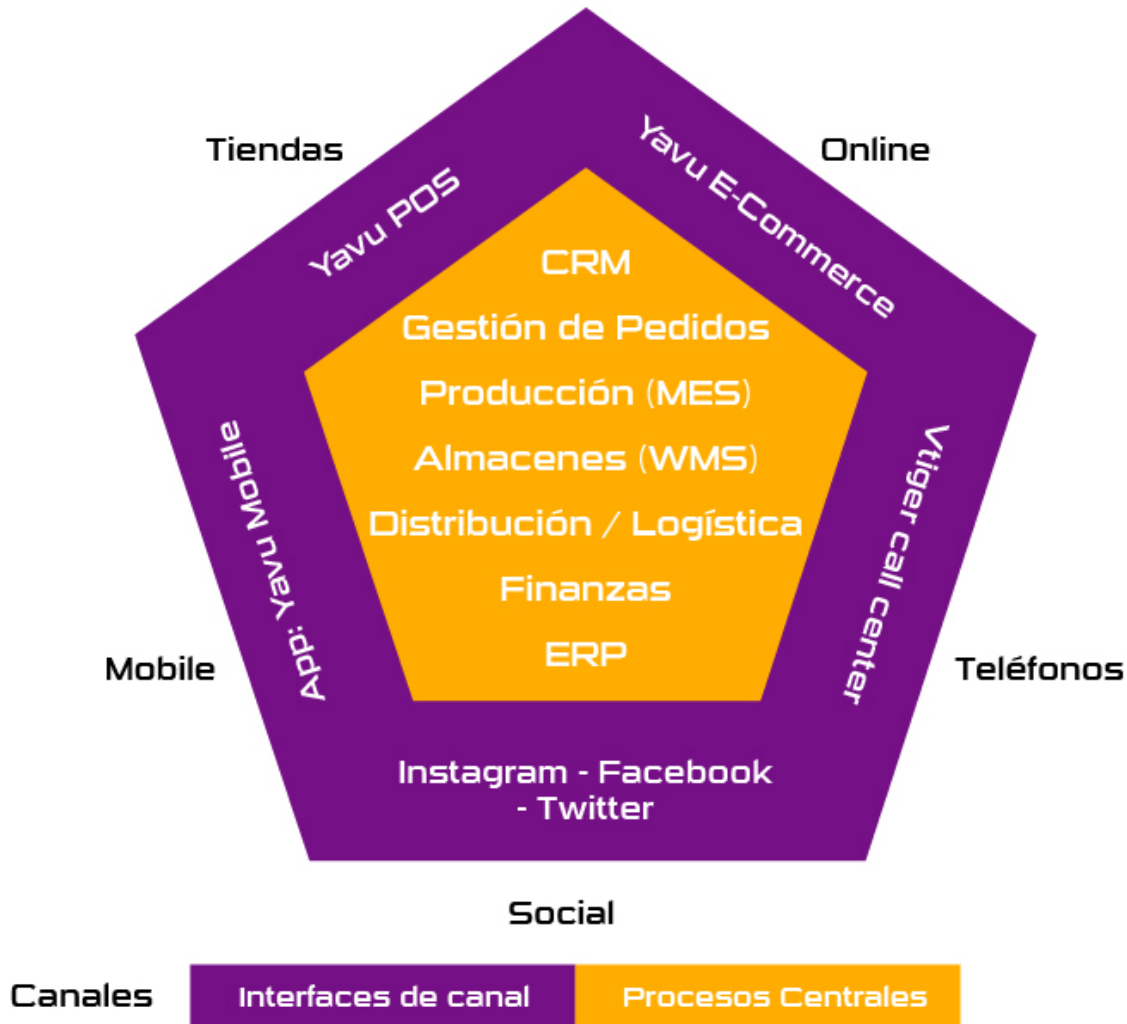 Tiendas
Online
Yavu POS
Yavu E-Commerce
CRM
Gestión de Pedidos
Producción (MES)
Almacenes (WMS)
Distribución / Logística
Finanzas
ERP
App: Yavu Mobile
Vtiger call center
Mobile
Teléfonos
Instagram - Facebook
- Twitter
Social
Canales
Interfaces de canal
Procesos Centrales